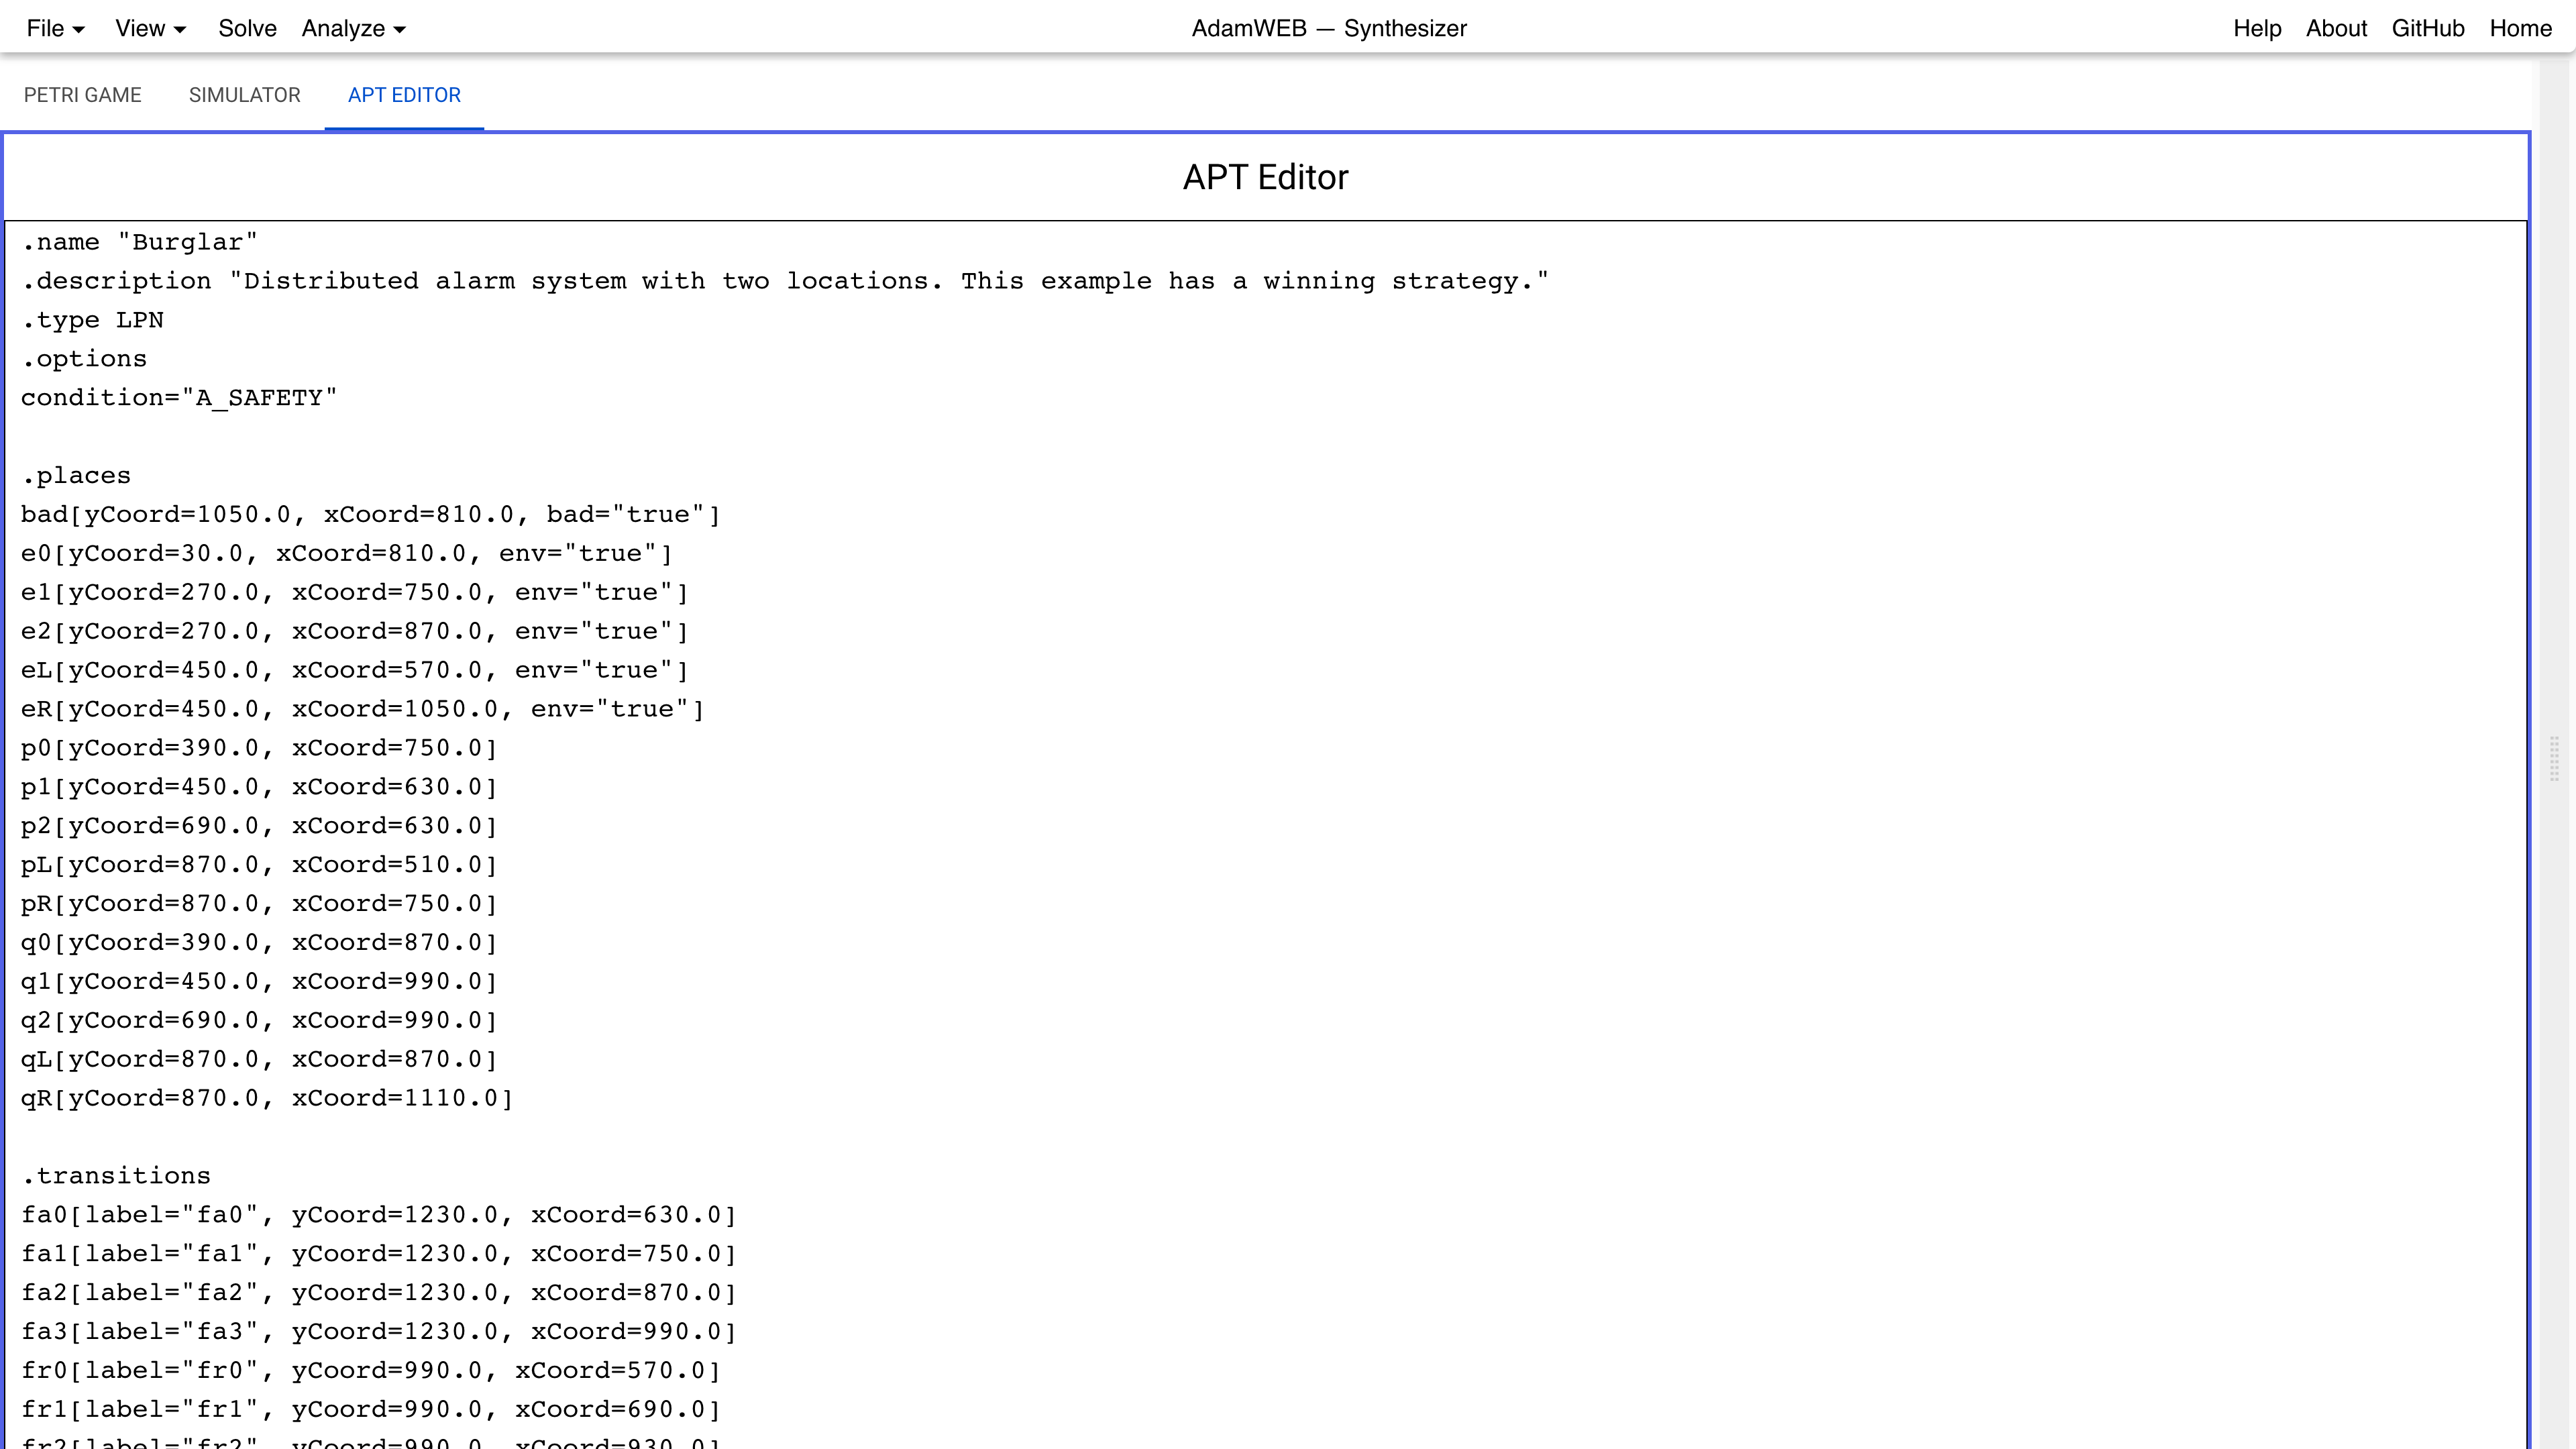 File View Solve Analyze AdamWEB — Synthesizer Help About GitHub Home
PETRI GAME SIMULATOR APT EDITOR
APT Editor
.name "Burglar"
.description "Distributed alarm system with two locations. This example has a winning strategy."
.type LPN
.options
condition="A_SAFETY"
.places
bad[yCoord=1050.0, xCoord=810.0, bad="true"]
e0[yCoord=30.0, xCoord=810.0, env="true"]
e1[yCoord=270.0, xCoord=750.0, env="true"]
e2[yCoord=270.0, xCoord=870.0, env="true"]
eL[yCoord=450.0, xCoord=570.0, env="true"]
eR[yCoord=450.0, xCoord=1050.0, env="true"]
p0[yCoord=390.0, xCoord=750.0]
p1[yCoord=450.0, xCoord=630.0]
p2[yCoord=690.0, xCoord=630.0]
pL[yCoord=870.0, xCoord=510.0]
pR[yCoord=870.0, xCoord=750.0]
q0[yCoord=390.0, xCoord=870.0]
q1[yCoord=450.0, xCoord=990.0]
q2[yCoord=690.0, xCoord=990.0]
qL[yCoord=870.0, xCoord=870.0]
qR[yCoord=870.0, xCoord=1110.0]
.transitions
fa0[label="fa0", yCoord=1230.0, xCoord=630.0]
fa1[label="fa1", yCoord=1230.0, xCoord=750.0]
fa2[label="fa2", yCoord=1230.0, xCoord=870.0]
fa3[label="fa3", yCoord=1230.0, xCoord=990.0]
fr0[label="fr0", yCoord=990.0, xCoord=570.0]
fr1[label="fr1", yCoord=990.0, xCoord=690.0]
fr2[label="fr2", yCoord=990.0, xCoord=930.0]